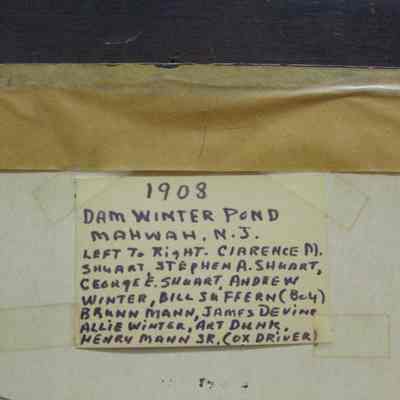 1908
DAM WINTER POND
MAHWAH, N.J.
LEFT TO RIGHT. CLARENCE M.
SHUART, STEPHEN A. SHUART,
GEORGE E. SHUART, ANDREW
WINTER, BILL SUFFERN (BOY)
BRUNN MANN, JAMES DEVINE
ALLIE WINTER, ART DUNK,
HENRY MANN SR. (OX DRIVER)